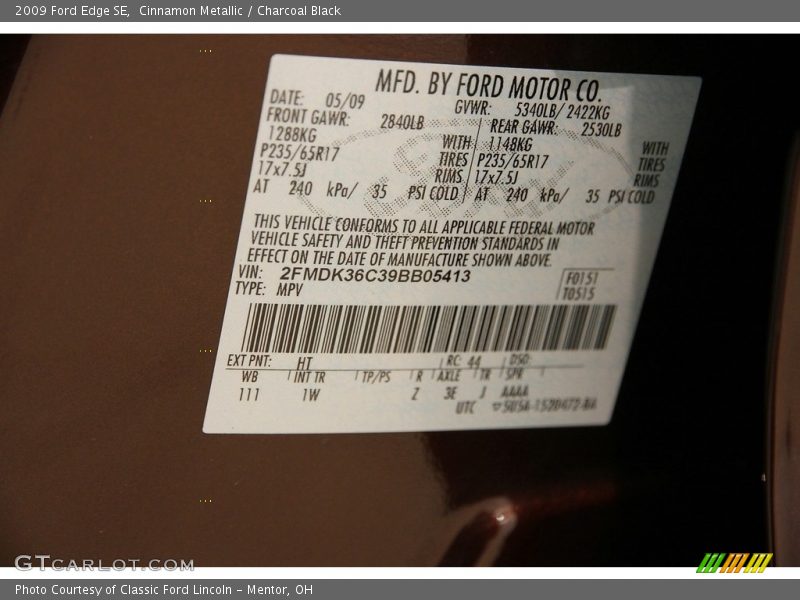 2009 Ford Edge SE,  Cinnamon Metallic / Charcoal Black
MFD. BY FORD MOTOR CO.
DATE: 05/09 GVWR: 5340LB/ 2422KG
FRONT GAWR: 2840LB REAR GAWR: 2530LB
1288KG WITH 1148KG WITH
P235/65R17 TIRES P235/65R17 TIRES
17x7.5J RIMS 17x7.5J RIMS
AT 240 kPa/ 35 PSI COLD AT 240 kPa/ 35 PSI COLD
THIS VEHICLE CONFORMS TO ALL APPLICABLE FEDERAL MOTOR
VEHICLE SAFETY AND THEFT PREVENTION STANDARDS IN
EFFECT ON THE DATE OF MANUFACTURE SHOWN ABOVE.
VIN: 2FMDK36C39BB05413 F0151
TYPE: MPV T0515
EXT PNT: HT RC: 44 DSO:
WB INT TR TP/PS R AXLE TR SPR
111 1W Z 3E J AAAA
UTC
GTCARLOT.COM
Photo Courtesy of Classic Ford Lincoln – Mentor, OH